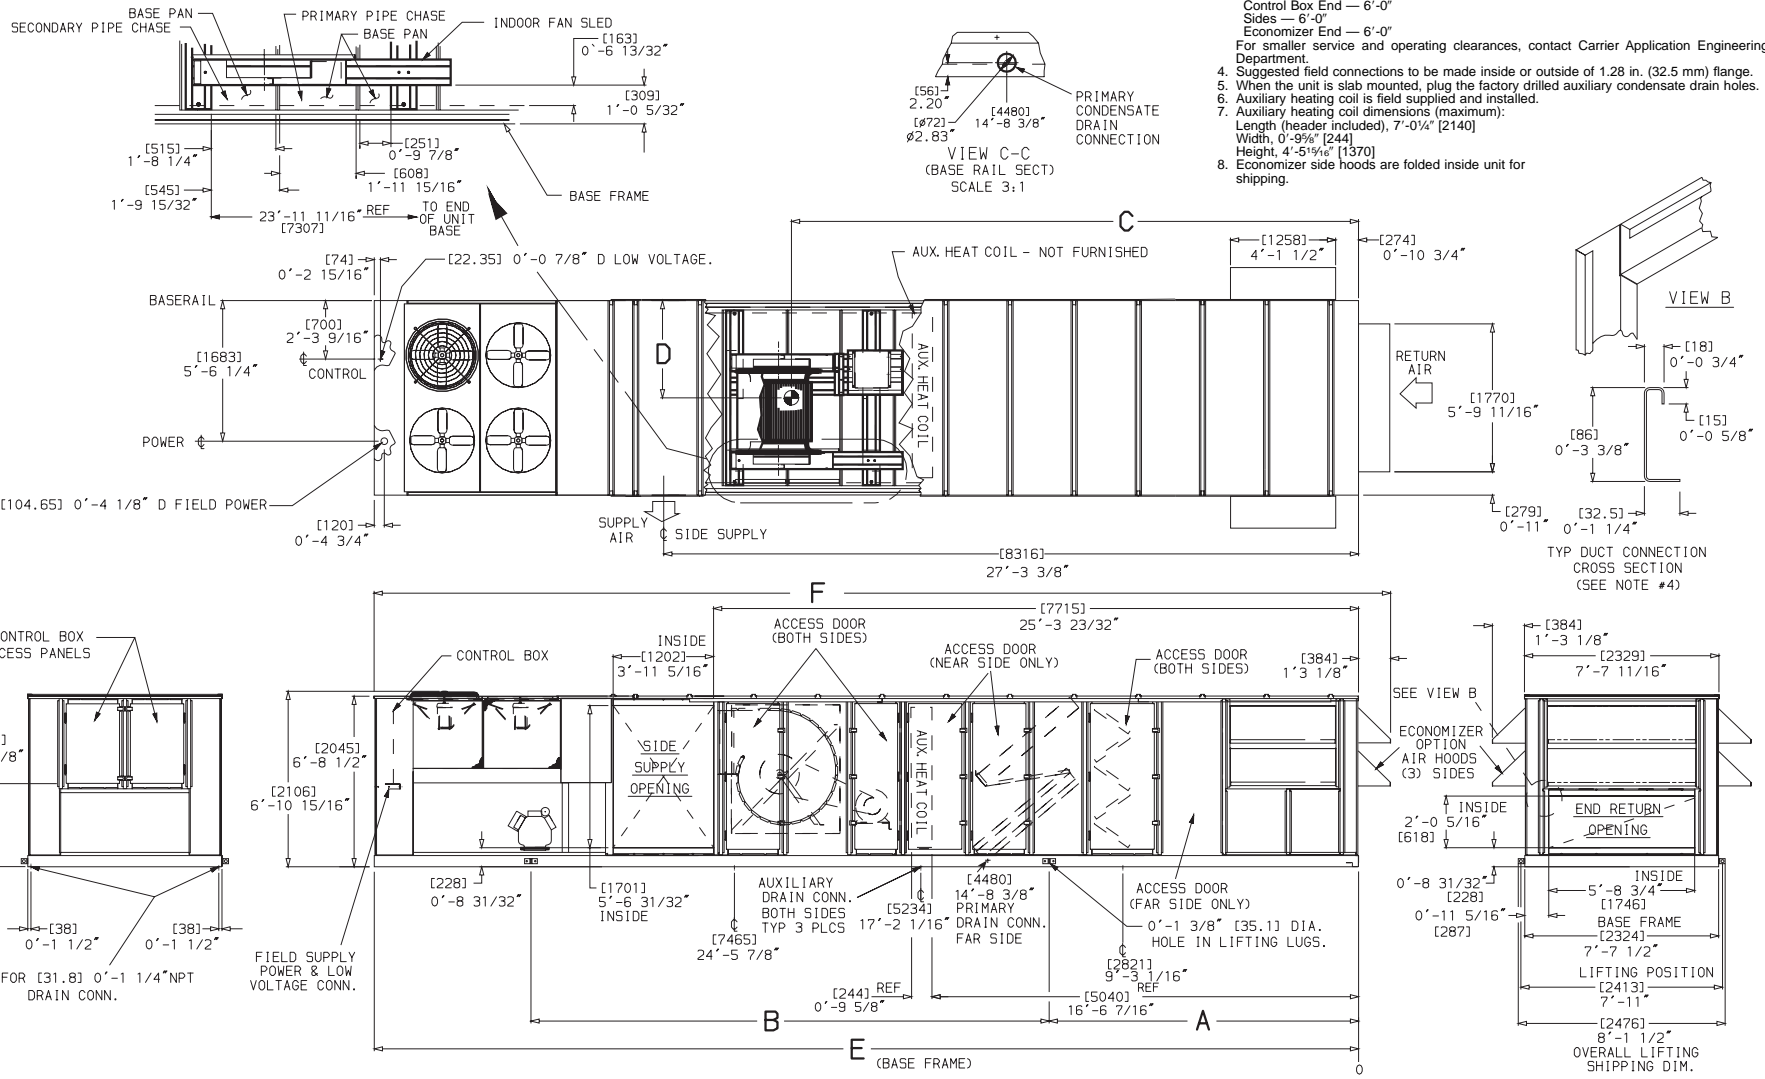 BASE PAN
SECONDARY PIPE CHASE
PRIMARY PIPE CHASE
BASE PAN
INDOOR FAN SLED
[163]
0'-6 13/32"
[309]
1'-0 5/32"
[515]
1'-8 1/4"
[251]
0'-9 7/8"
[608]
1'-11 15/16"
[545]
1'-9 15/32"
23'-11 11/16" REF
[7307]
TO END
OF UNIT
BASE
BASE FRAME
[56]
2.20"
[ø72]
ø2.83"
[4480]
14'-8 3/8"
PRIMARY
CONDENSATE
DRAIN
CONNECTION
VIEW C-C
(BASE RAIL SECT)
SCALE 3:1
Control Box End — 6'-0"
Sides — 6'-0"
Economizer End — 6'-0"
For smaller service and operating clearances, contact Carrier Application Engineering
Department.
4. Suggested field connections to be made inside or outside of 1.28 in. (32.5 mm) flange.
5. When the unit is slab mounted, plug the factory drilled auxiliary condensate drain holes.
6. Auxiliary heating coil is field supplied and installed.
7. Auxiliary heating coil dimensions (maximum):
Length (header included), 7'-0¼" [2140]
Width, 0'-9⅝" [244]
Height, 4'-5¹⁵⁄₁₆" [1370]
8. Economizer side hoods are folded inside unit for
shipping.
[74]
0'-2 15/16"
[22.35] 0'-0 7/8" D LOW VOLTAGE.
BASERAIL
[700]
2'-3 9/16"
[1683]
5'-6 1/4"
℄
CONTROL
POWER ℄
[104.65] 0'-4 1/8" D FIELD POWER
[120]
0'-4 3/4"
C
AUX. HEAT COIL - NOT FURNISHED
[1258]
4'-1 1/2"
[274]
0'-10 3/4"
D
AUX. HEAT COIL
RETURN
AIR
[1770]
5'-9 11/16"
[279]
0'-11"
SUPPLY
AIR
℄ SIDE SUPPLY
[8316]
27'-3 3/8"
VIEW B
[18]
0'-0 3/4"
[15]
0'-0 5/8"
[86]
0'-3 3/8"
[32.5]
0'-1 1/4"
TYP DUCT CONNECTION
CROSS SECTION
(SEE NOTE #4)
F
[7715]
25'-3 23/32"
ONTROL BOX
CESS PANELS
]
/8"
[38]
0'-1 1/2"
[38]
0'-1 1/2"
FOR [31.8] 0'-1 1/4"NPT
DRAIN CONN.
CONTROL BOX
INSIDE
[1202]
3'-11 5/16"
ACCESS DOOR
(BOTH SIDES)
ACCESS DOOR
(NEAR SIDE ONLY)
ACCESS DOOR
(BOTH SIDES)
[384]
1'3 1/8"
[2045]
6'-8 1/2"
[2106]
6'-10 15/16"
SIDE
SUPPLY
OPENING
AUX. HEAT COIL
FIELD SUPPLY
POWER & LOW
VOLTAGE CONN.
[228]
0'-8 31/32"
[1701]
5'-6 31/32"
INSIDE
℄
[7465]
24'-5 7/8"
AUXILIARY
DRAIN CONN.
BOTH SIDES
TYP 3 PLCS
℄
[5234]
17'-2 1/16"
[4480]
14'-8 3/8"
PRIMARY
DRAIN CONN.
FAR SIDE
ACCESS DOOR
(FAR SIDE ONLY)
0'-1 3/8" [35.1] DIA.
HOLE IN LIFTING LUGS.
℄
[2821]
9'-3 1/16"
[244] REF
0'-9 5/8"
[5040] REF
16'-6 7/16"
B
A
E
(BASE FRAME)
0
[384]
1'-3 1/8"
[2329]
7'-7 11/16"
SEE VIEW B
ECONOMIZER
OPTION
AIR HOODS
(3) SIDES
INSIDE
2'-0 5/16"
[618]
END RETURN
OPENING
0'-8 31/32"
[228]
0'-11 5/16"
[287]
INSIDE
5'-8 3/4"
[1746]
BASE FRAME
[2324]
7'-7 1/2"
LIFTING POSITION
[2413]
7'-11"
[2476]
8'-1 1/2"
OVERALL LIFTING
SHIPPING DIM.